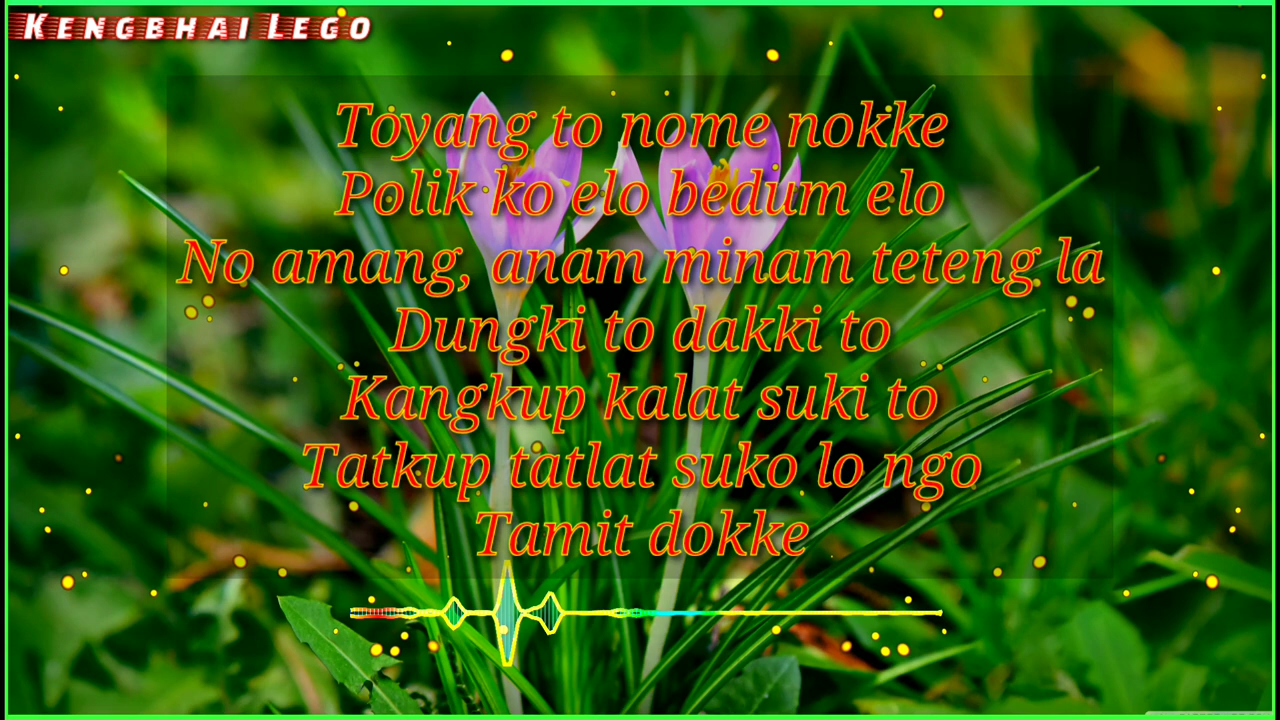 KENGBHAI LEGO
Toyang to nome nokke
Polik ko elo bedum elo
No amang, anam minam teteng la
Dungki to dakki to
Kangkup kalat suki to
Tatkup tatlat suko lo ngo
Tamit dokke